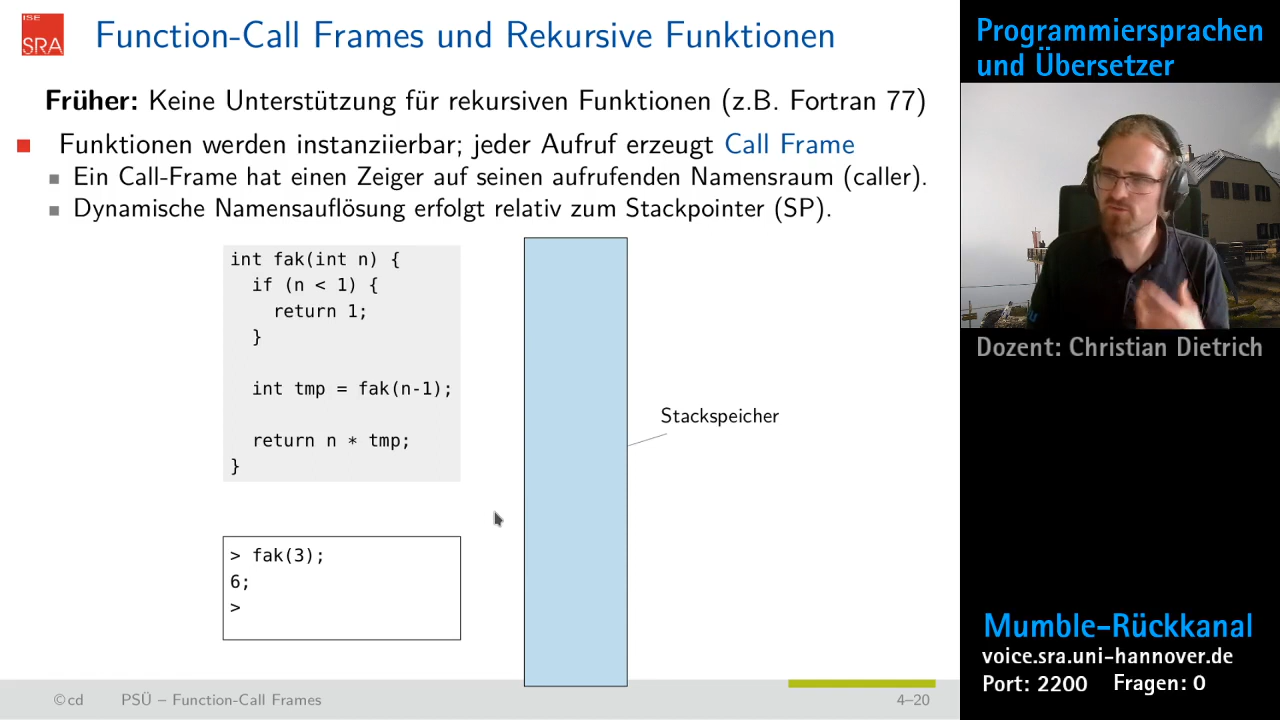 ISE
SRA
Function-Call Frames und Rekursive Funktionen
Früher: Keine Unterstützung für rekursiven Funktionen (z.B. Fortran 77)
Funktionen werden instanziierbar; jeder Aufruf erzeugt Call Frame
Ein Call-Frame hat einen Zeiger auf seinen aufrufenden Namensraum (caller).
Dynamische Namensauflösung erfolgt relativ zum Stackpointer (SP).
int fak(int n) {
if (n < 1) {
return 1;
}
int tmp = fak(n-1);
return n * tmp;
}
Stackspeicher
> fak(3);
6;
>
©cd
PSÜ – Function-Call Frames
4–20
Programmiersprachen
und Übersetzer
Dozent: Christian Dietrich
Mumble-Rückkanal
voice.sra.uni-hannover.de
Port: 2200 Fragen: 0